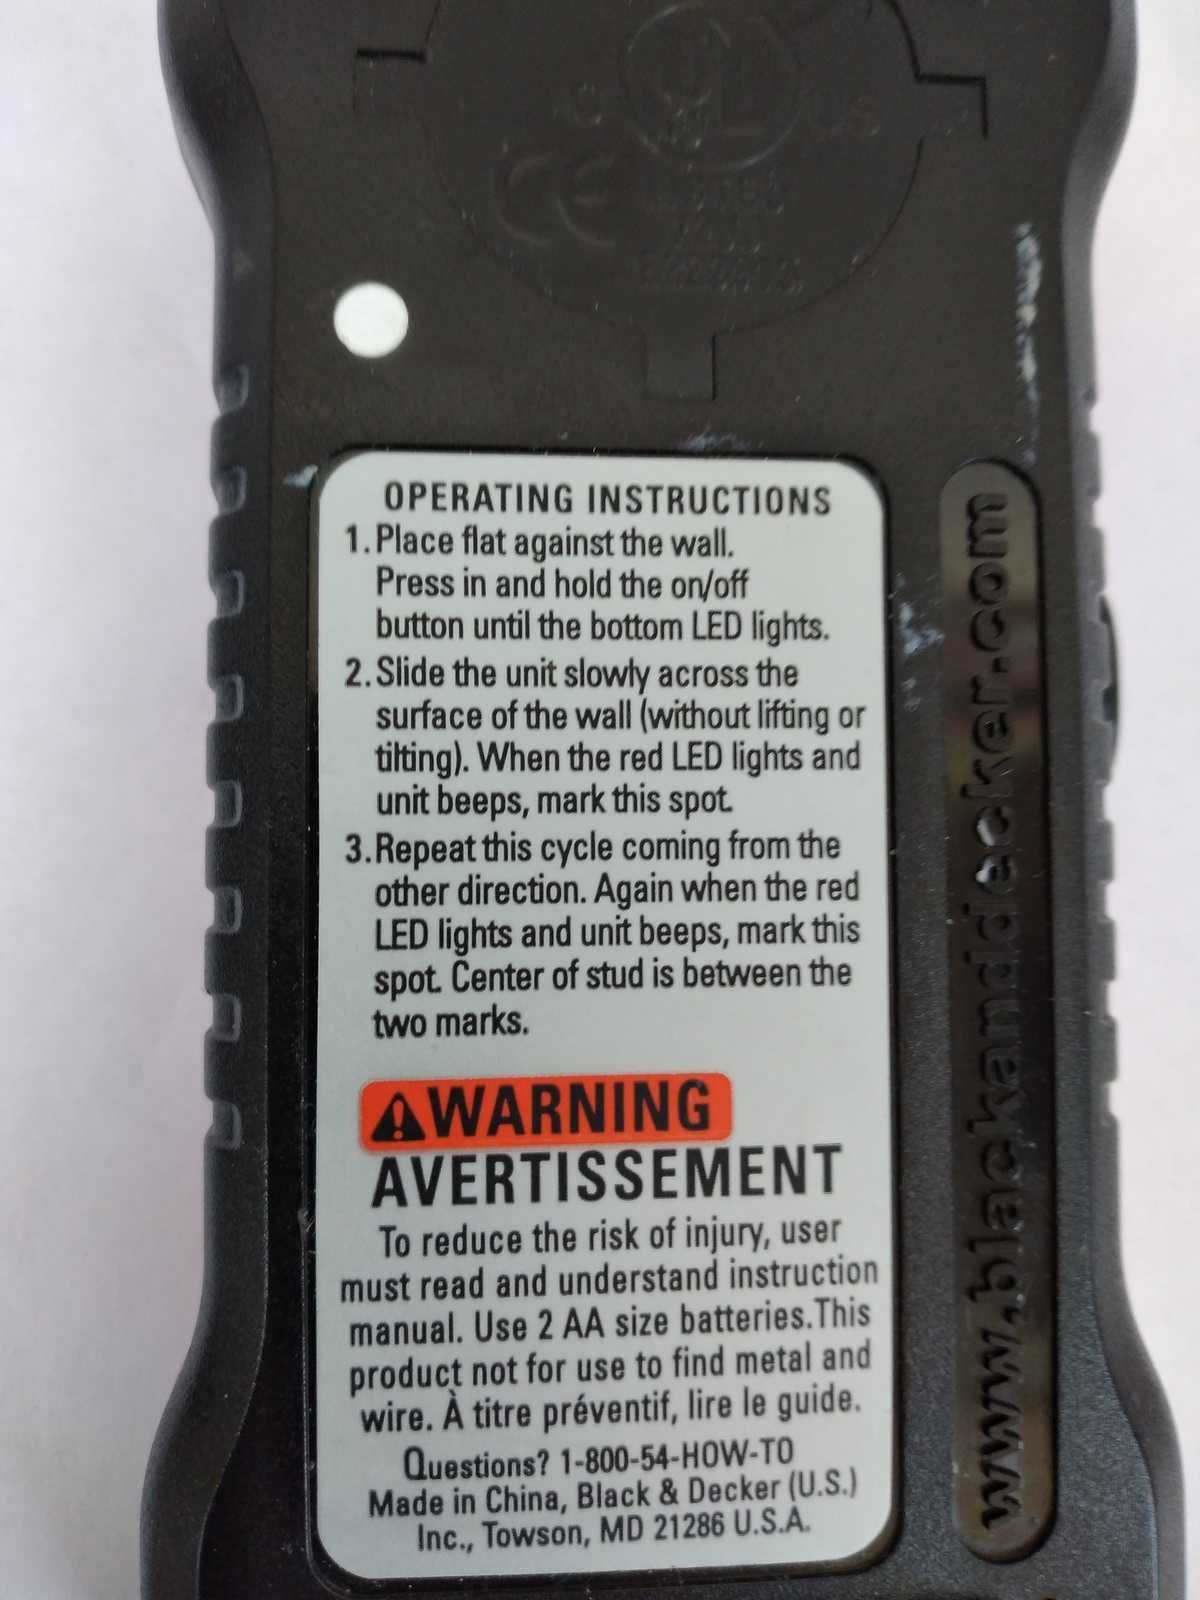 C UL US
CE
OPERATING INSTRUCTIONS
1. Place flat against the wall.
Press in and hold the on/off
button until the bottom LED lights.
2. Slide the unit slowly across the
surface of the wall (without lifting or
tilting). When the red LED lights and
unit beeps, mark this spot.
3. Repeat this cycle coming from the
other direction. Again when the red
LED lights and unit beeps, mark this
spot. Center of stud is between the
two marks.
WARNING
AVERTISSEMENT
To reduce the risk of injury, user
must read and understand instruction
manual. Use 2 AA size batteries.This
product not for use to find metal and
wire. À titre préventif, lire le guide.
Questions? 1-800-54-HOW-TO
Made in China, Black & Decker (U.S.)
Inc., Towson, MD 21286 U.S.A.
www.blackanddecker.com